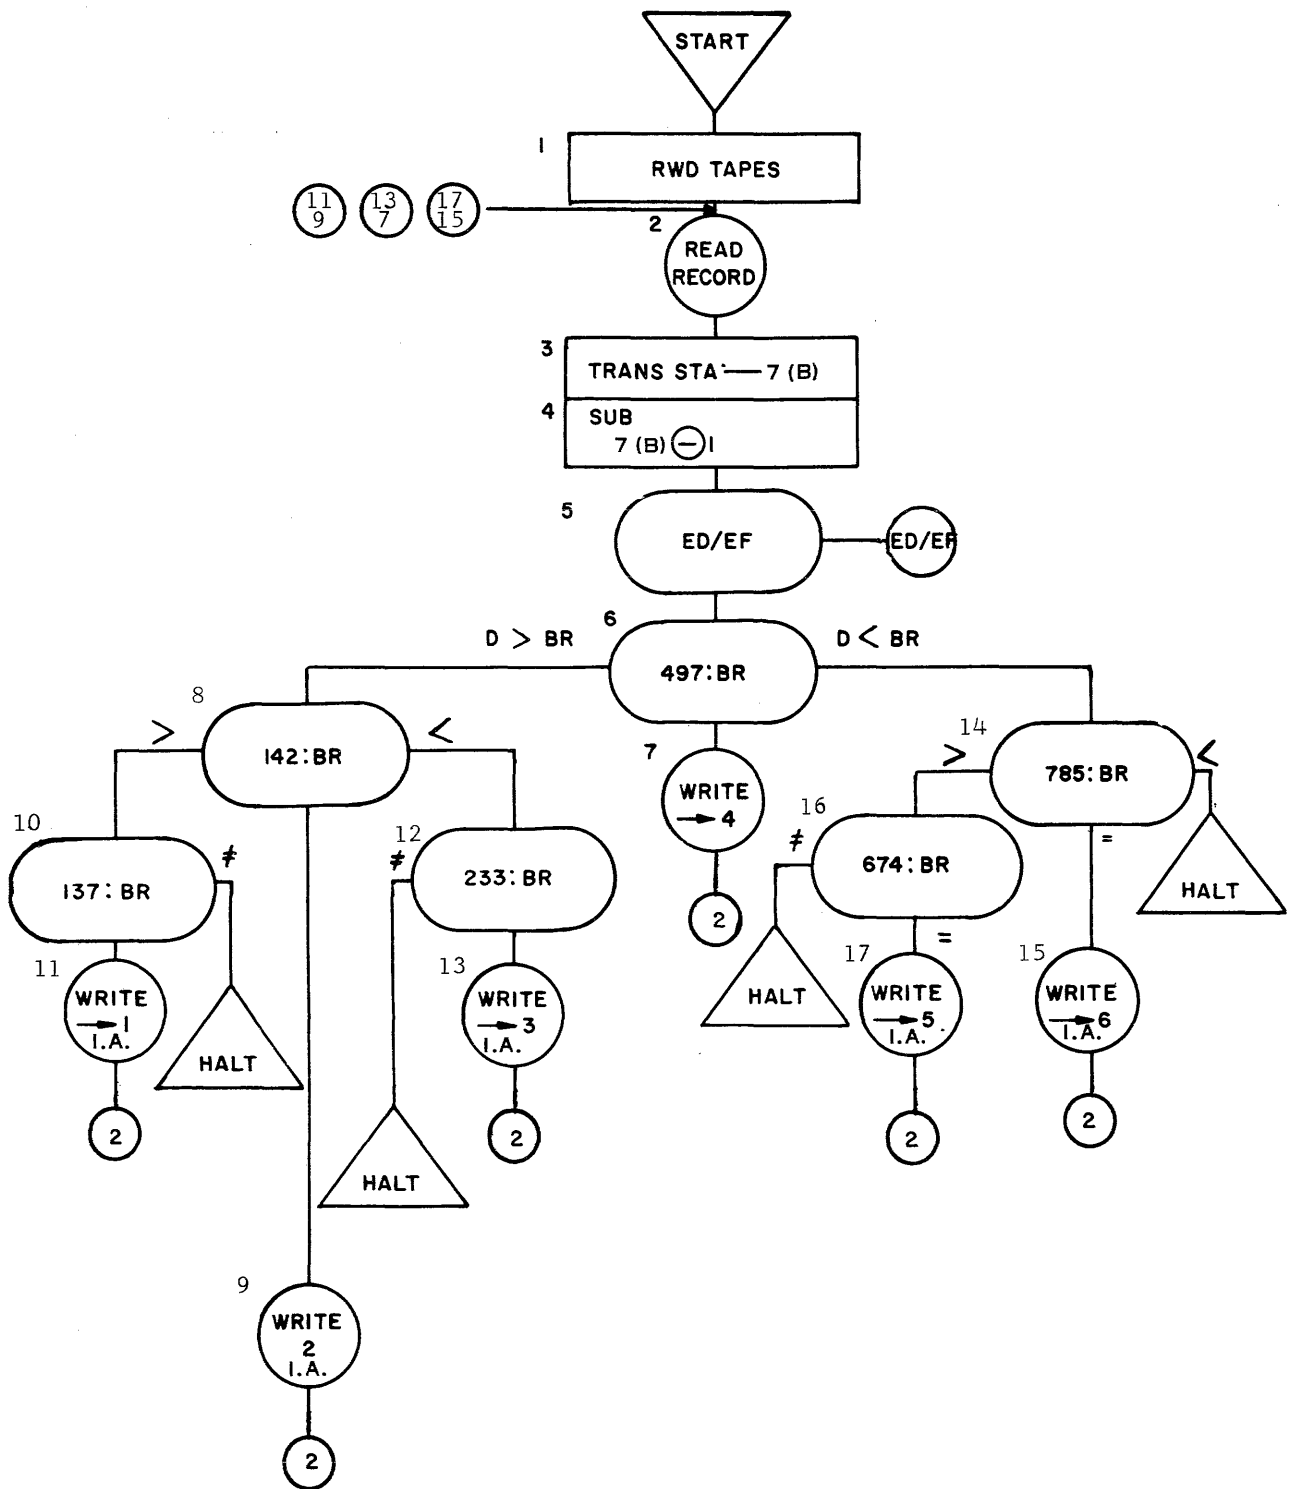 START
1
RWD TAPES
11
9
13
7
17
15
2
READ
RECORD
3
TRANS STA — 7 (B)
4
SUB
7 (B) ⊖ 1
5
ED/EF
ED/EF
6
D > BR
D < BR
497:BR
8
>
<
142:BR
7
WRITE
→ 4
2
14
>
<
785:BR
=
HALT
10
≠
137: BR
12
≠
233: BR
16
≠
674: BR
=
11
WRITE
→ 1
I.A.
2
HALT
13
WRITE
→ 3
I.A.
2
HALT
HALT
17
WRITE
→ 5
I.A.
2
15
WRITE
→ 6
I.A.
2
9
WRITE
2
I.A.
2